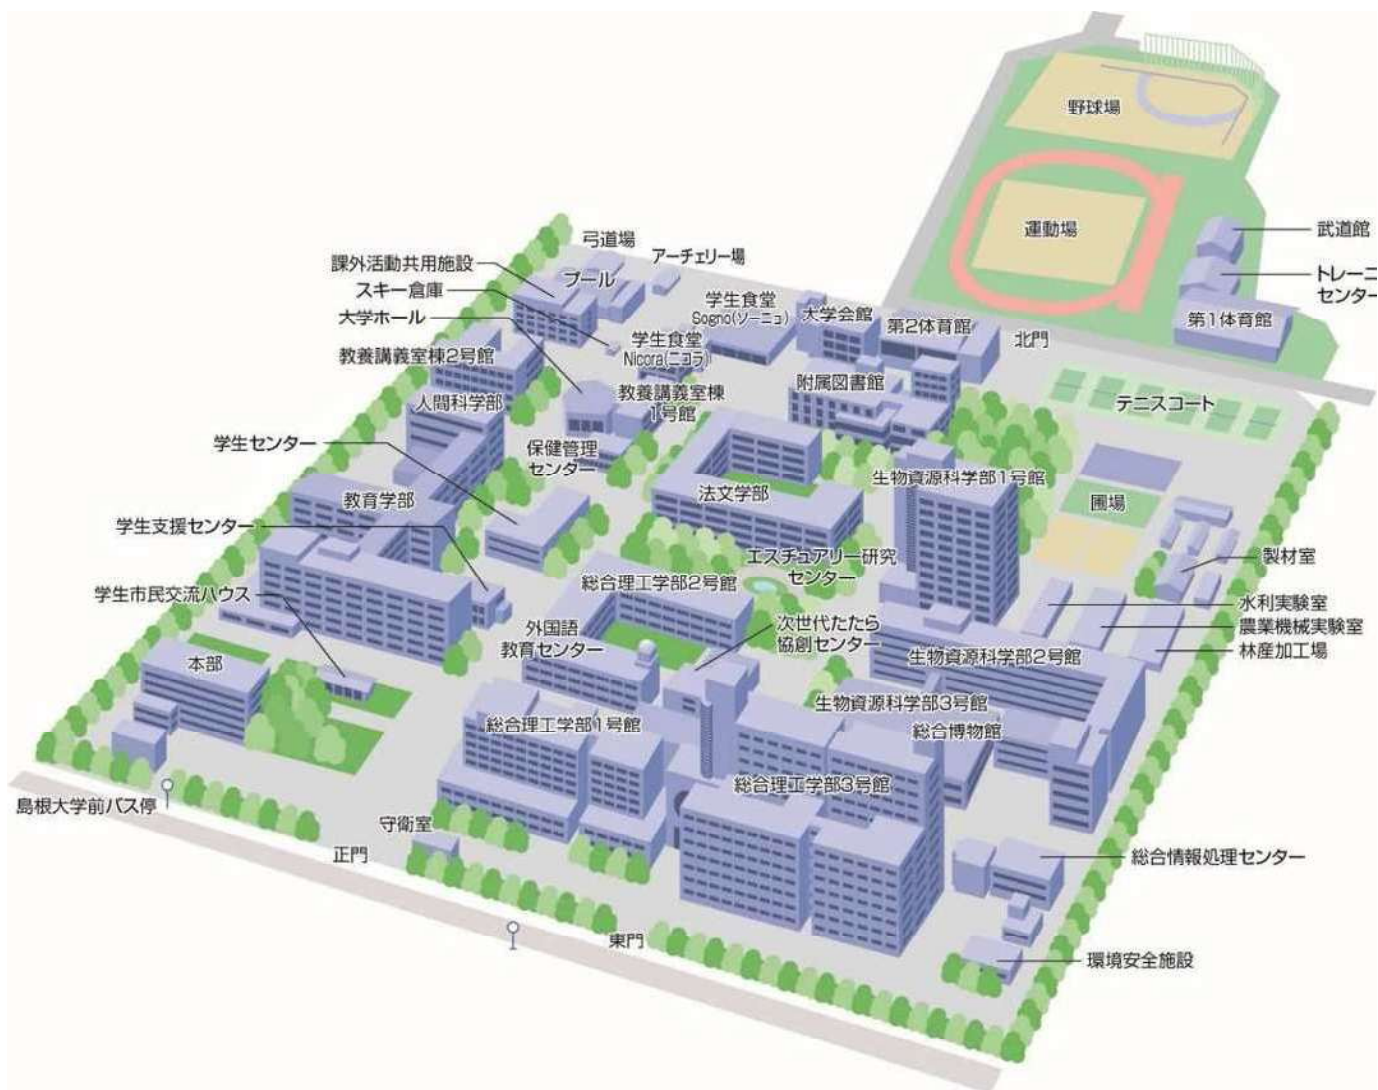 野球場
運動場
武道館
トレーニ
センター
第1体育館
弓道場
アーチェリー場
課外活動共用施設
プール
スキー倉庫
学生食堂
Sogno(ソーニョ)
大学会館
第2体育館
北門
大学ホール
学生食堂
Nicora(ニコラ)
教養講義室棟2号館
附属図書館
教養講義室棟
1号館
テニスコート
人間科学部
学生センター
保健管理
センター
生物資源科学部1号館
法文学部
教育学部
圃場
学生支援センター
エスチュアリー研究
センター
製材室
総合理工学部2号館
学生市民交流ハウス
水利実験室
外国語
教育センター
次世代たたら
協創センター
農業機械実験室
林産加工場
本部
生物資源科学部2号館
生物資源科学部3号館
総合理工学部1号館
総合博物館
総合理工学部3号館
島根大学前バス停
守衛室
正門
総合情報処理センター
東門
環境安全施設